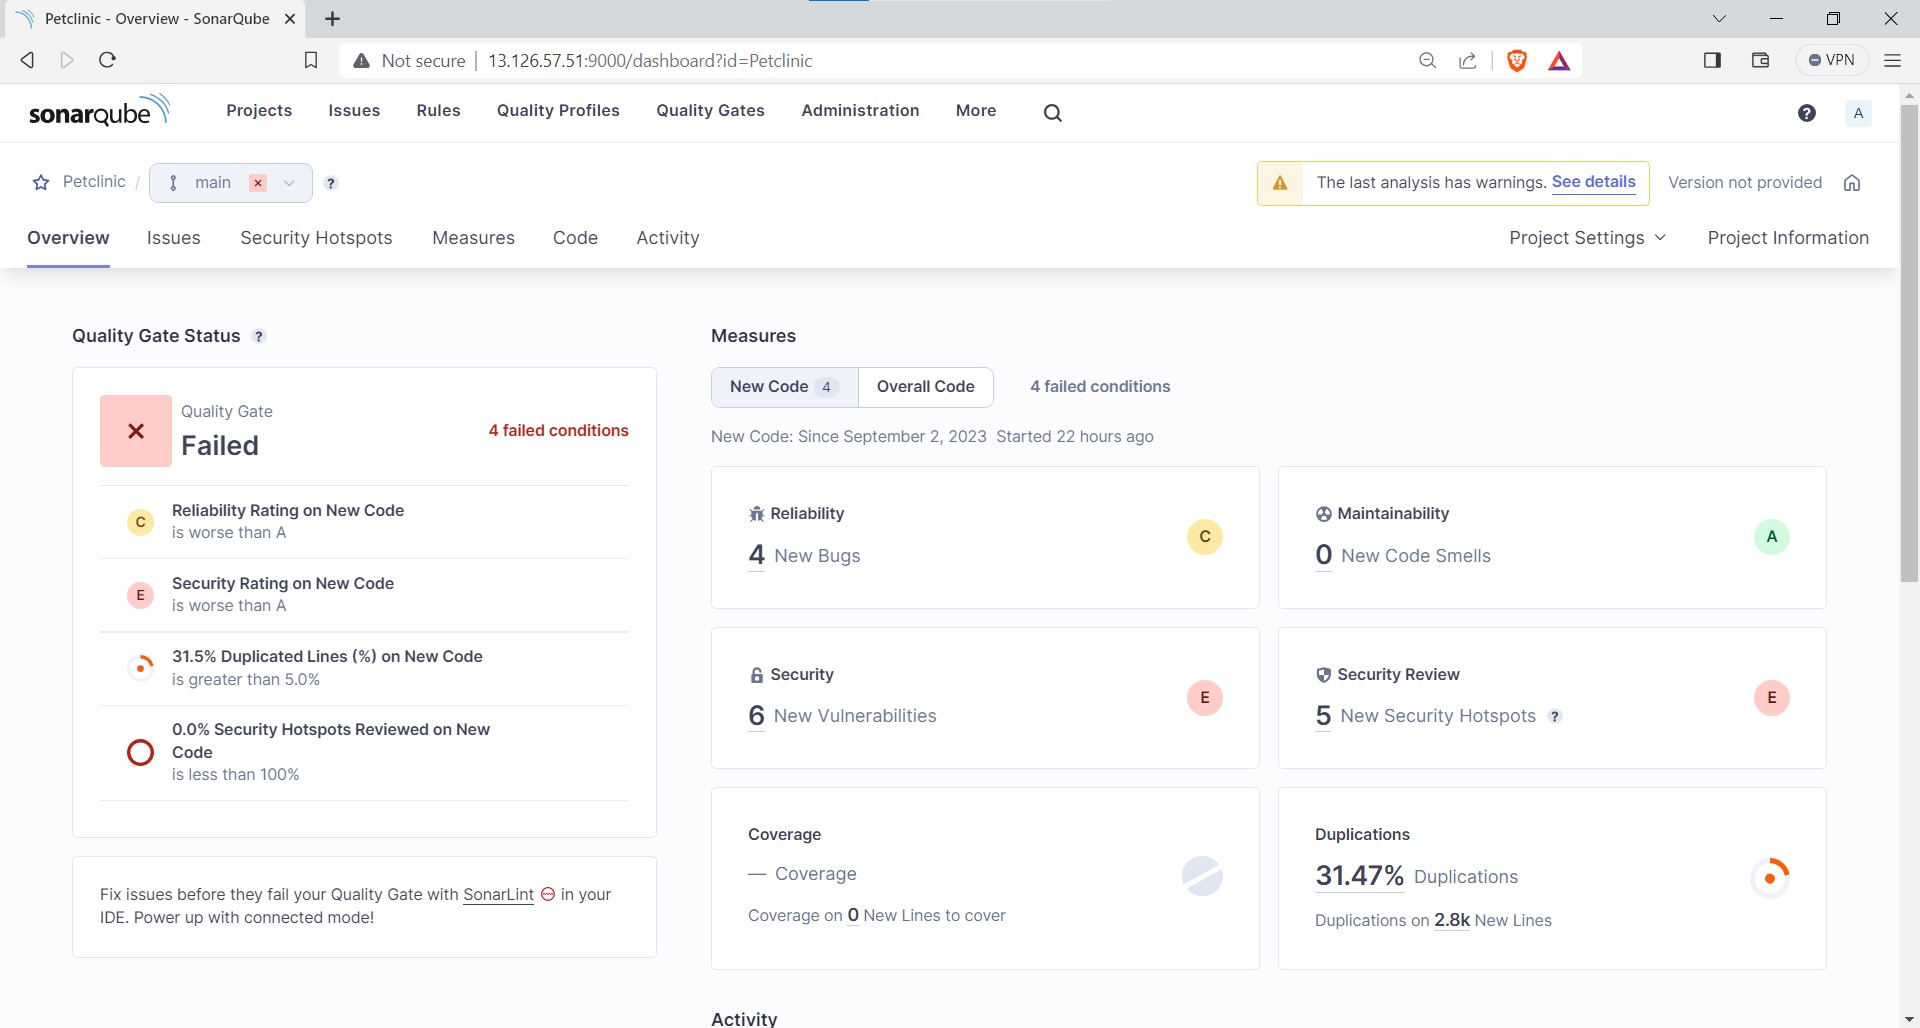 Petclinic - Overview - SonarQube
Not secure
13.126.57.51:9000/dashboard?id=Petclinic
VPN
sonarqube
Projects
Issues
Rules
Quality Profiles
Quality Gates
Administration
More
?
A
Petclinic / main
?
The last analysis has warnings. See details
Version not provided
Overview
Issues
Security Hotspots
Measures
Code
Activity
Project Settings
Project Information
Quality Gate Status ?
Quality Gate
Failed
4 failed conditions
C
Reliability Rating on New Code
is worse than A
E
Security Rating on New Code
is worse than A
31.5% Duplicated Lines (%) on New Code
is greater than 5.0%
0.0% Security Hotspots Reviewed on New
Code
is less than 100%
Fix issues before they fail your Quality Gate with SonarLint in your
IDE. Power up with connected mode!
Measures
New Code 4
Overall Code
4 failed conditions
New Code: Since September 2, 2023 Started 22 hours ago
Reliability
4 New Bugs
C
Maintainability
0 New Code Smells
A
Security
6 New Vulnerabilities
E
Security Review
5 New Security Hotspots ?
E
Coverage
— Coverage
Coverage on 0 New Lines to cover
Duplications
31.47% Duplications
Duplications on 2.8k New Lines
Activity